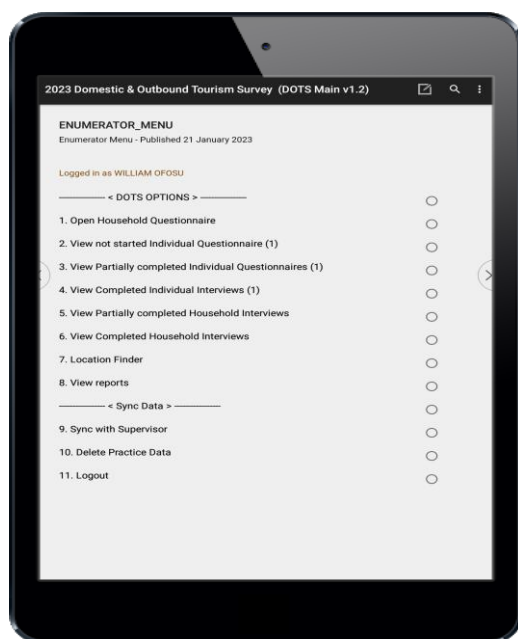 2023 Domestic & Outbound Tourism Survey (DOTS Main v1.2)
ENUMERATOR_MENU
Enumerator Menu - Published 21 January 2023
Logged in as WILLIAM OFOSU
---------------- < DOTS OPTIONS > ----------------
1. Open Household Questionnaire
2. View not started Individual Questionnaire (1)
3. View Partially completed Individual Questionnaires (1)
4. View Completed Individual Interviews (1)
5. View Partially completed Household Interviews
6. View Completed Household Interviews
7. Location Finder
8. View reports
---------------- < Sync Data > ----------------
9. Sync with Supervisor
10. Delete Practice Data
11. Logout